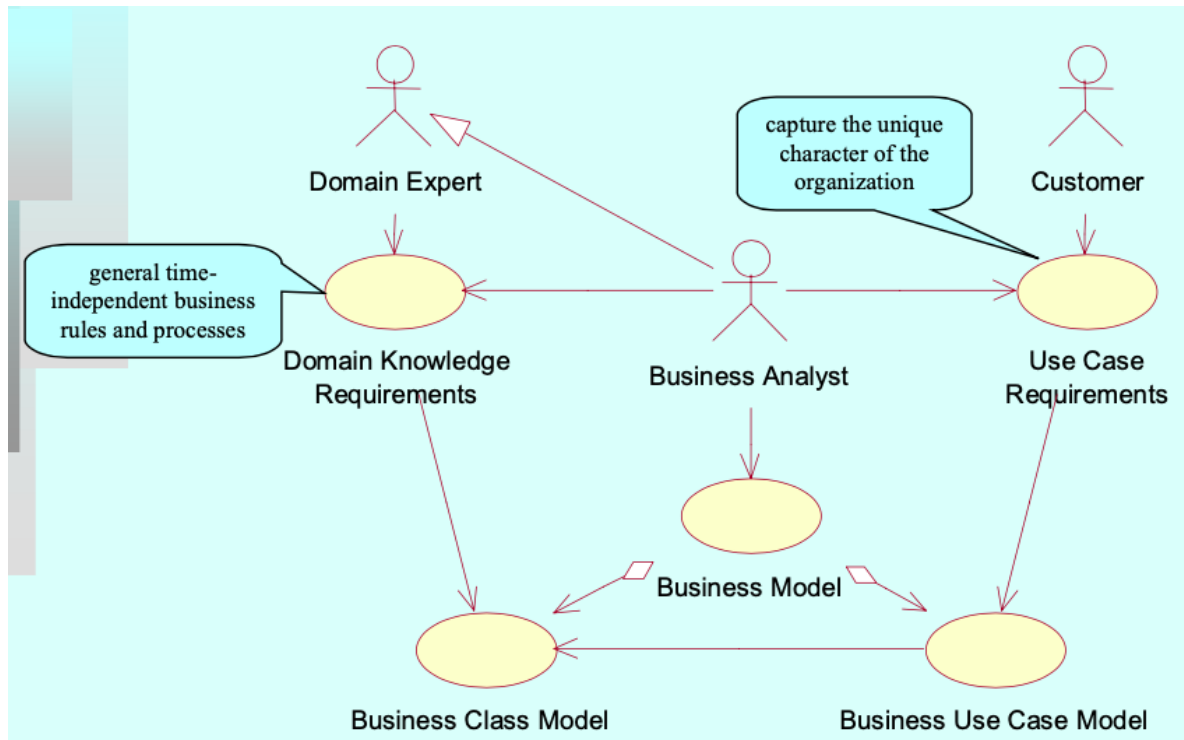 capture the unique
character of the
organization
Domain Expert
Customer
general time-
independent business
rules and processes
Domain Knowledge
Requirements
Business Analyst
Use Case
Requirements
Business Model
Business Class Model
Business Use Case Model